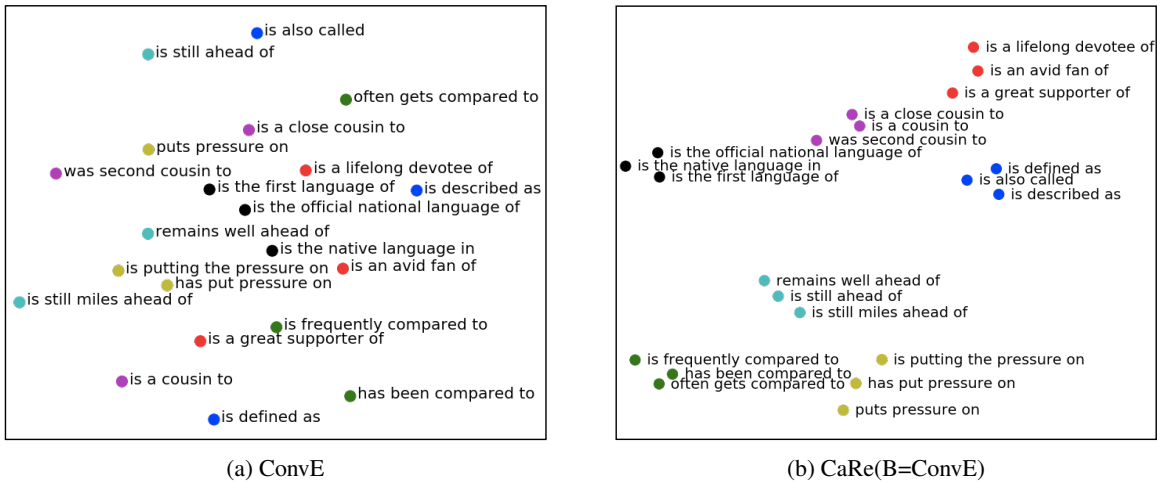 is also called
is still ahead of
often gets compared to
is a close cousin to
puts pressure on
is a lifelong devotee of
was second cousin to
is the first language of
is described as
is the official national language of
remains well ahead of
is the native language in
is an avid fan of
is putting the pressure on
has put pressure on
is still miles ahead of
is frequently compared to
is a great supporter of
is a cousin to
has been compared to
is defined as
(a) ConvE
is a lifelong devotee of
is an avid fan of
is a great supporter of
is a close cousin to
is a cousin to
was second cousin to
is the official national language of
is the native language in
is the first language of
is defined as
is also called
is described as
remains well ahead of
is still ahead of
is still miles ahead of
is frequently compared to
has been compared to
often gets compared to
is putting the pressure on
has put pressure on
puts pressure on
(b) CaRe(B=ConvE)